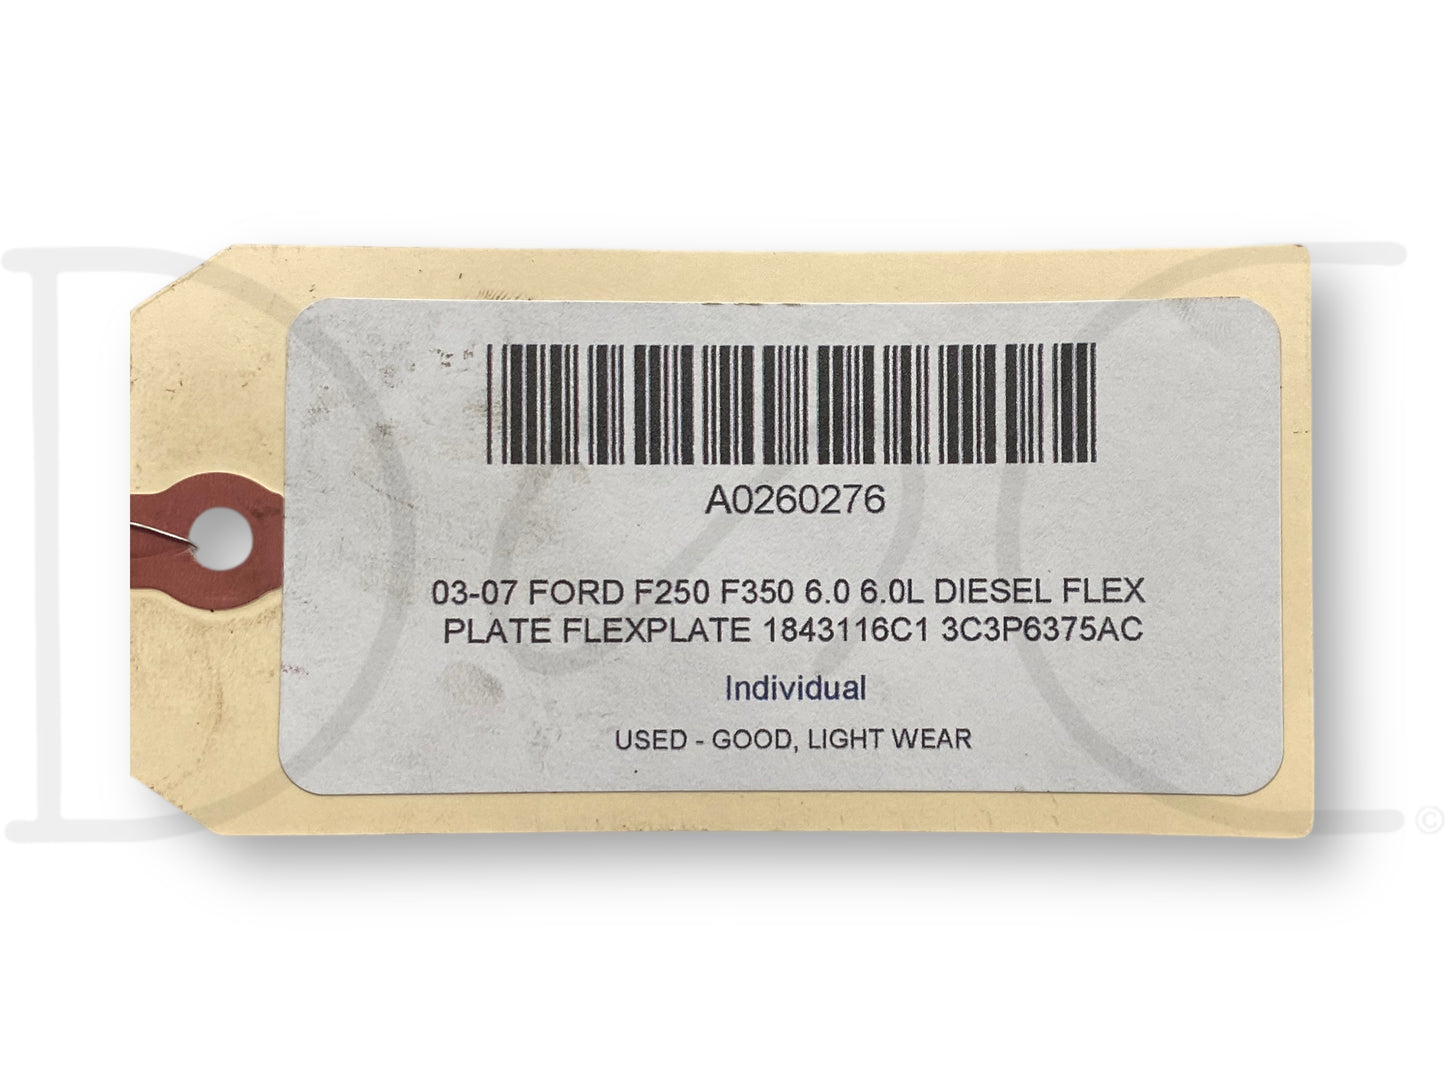 A0260276
03-07 FORD F250 F350 6.0 6.0L DIESEL FLEX
PLATE FLEXPLATE 1843116C1 3C3P6375AC
Individual
USED - GOOD, LIGHT WEAR
©